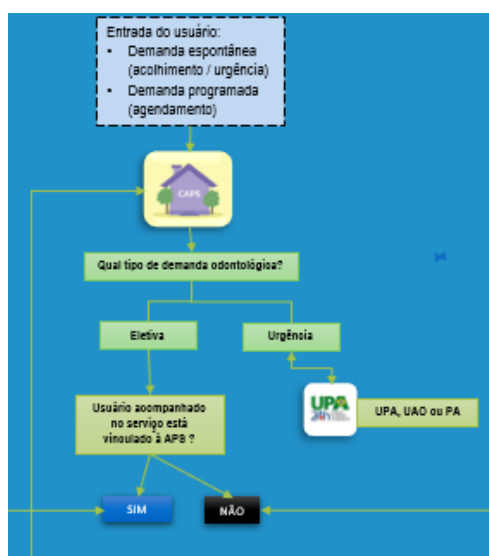 Entrada do usuário:
▪ Demanda espontânea
(acolhimento / urgência)
▪ Demanda programada
(agendamento)
CAPS
Qual tipo de demanda odontológica?
Eletiva
Urgência
UPA
24h
UPA, UAO ou PA
Usuário acompanhado
no serviço está
vinculado à APS ?
SIM
NÃO